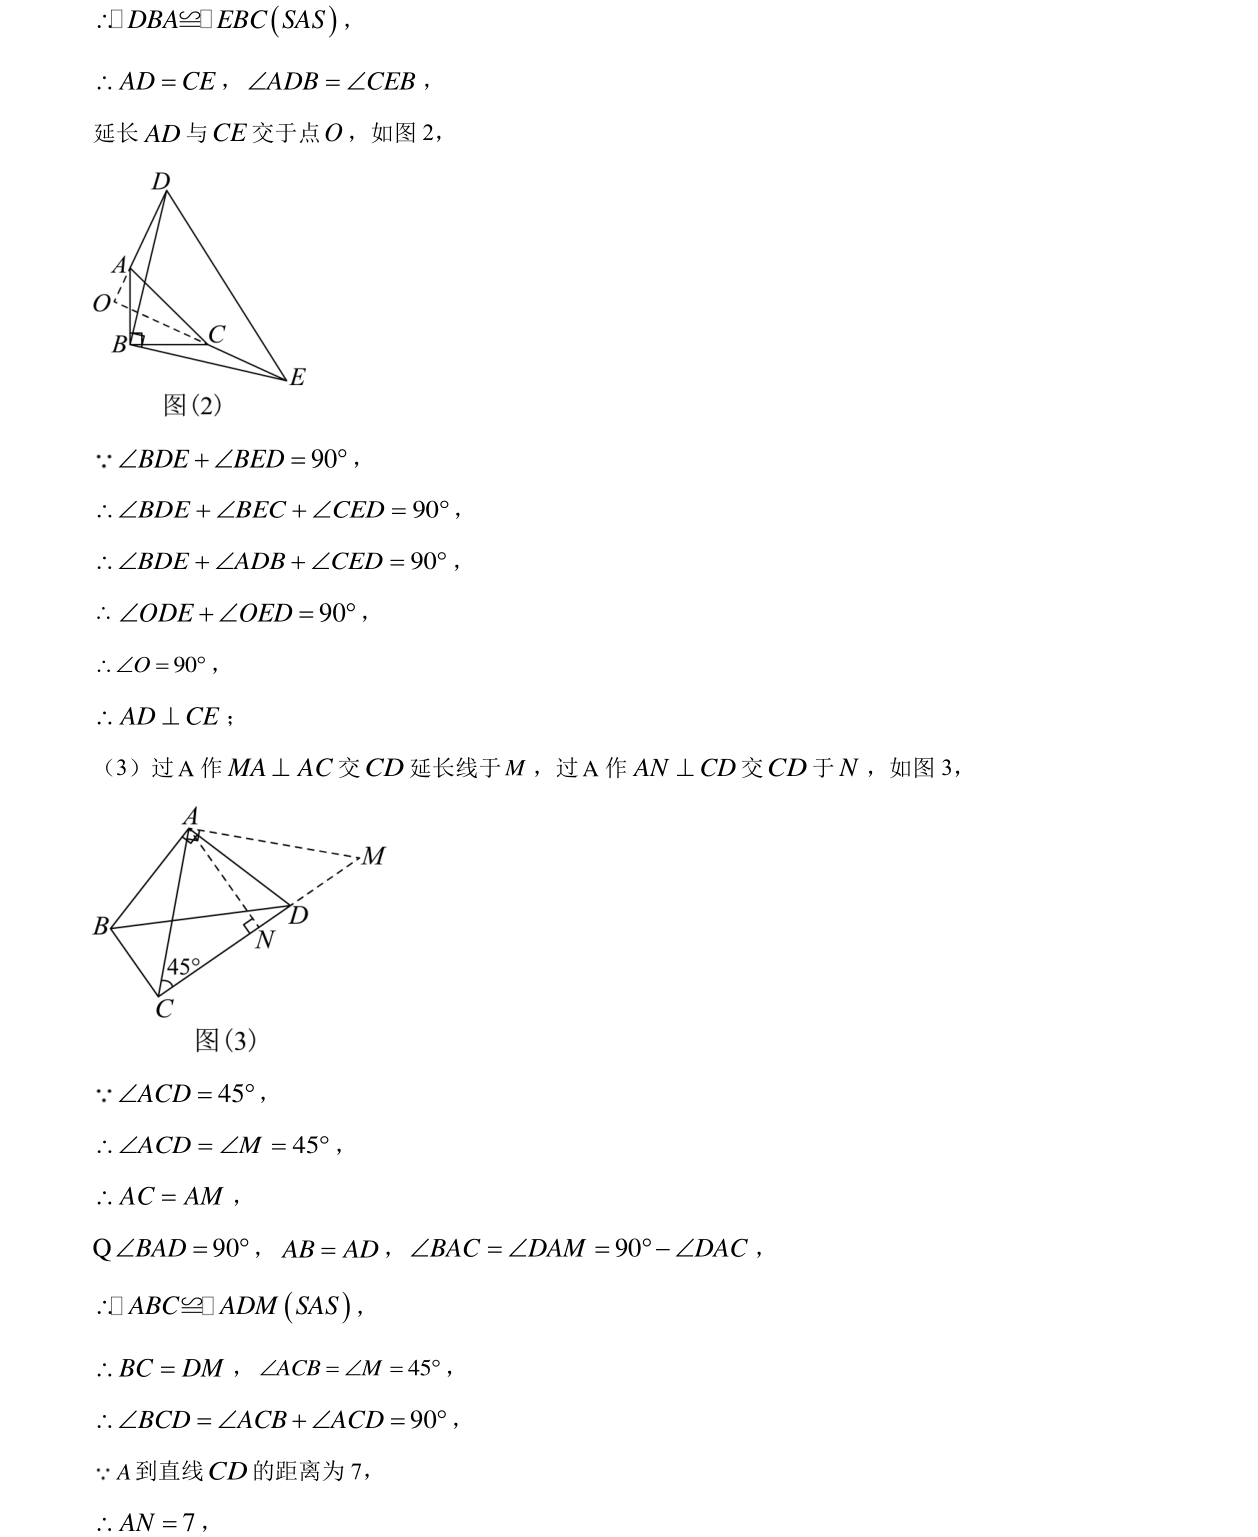 ∴□DBA≌□EBC(SAS)，
∴AD=CE，∠ADB=∠CEB，
延长AD与CE交于点O，如图2，
D
A
O
B
C
E
图(2)
∵∠BDE+∠BED=90°，
∴∠BDE+∠BEC+∠CED=90°，
∴∠BDE+∠ADB+∠CED=90°，
∴∠ODE+∠OED=90°，
∴∠O=90°，
∴AD⊥CE；
（3）过A作MA⊥AC交CD延长线于M，过A作AN⊥CD交CD于N，如图3，
A
M
B
D
N
45°
C
图(3)
∵∠ACD=45°，
∴∠ACD=∠M=45°，
∴AC=AM，
Q∠BAD=90°，AB=AD，∠BAC=∠DAM=90°−∠DAC，
∴□ABC≌□ADM(SAS)，
∴BC=DM，∠ACB=∠M=45°，
∴∠BCD=∠ACB+∠ACD=90°，
∵A到直线CD的距离为7，
∴AN=7，